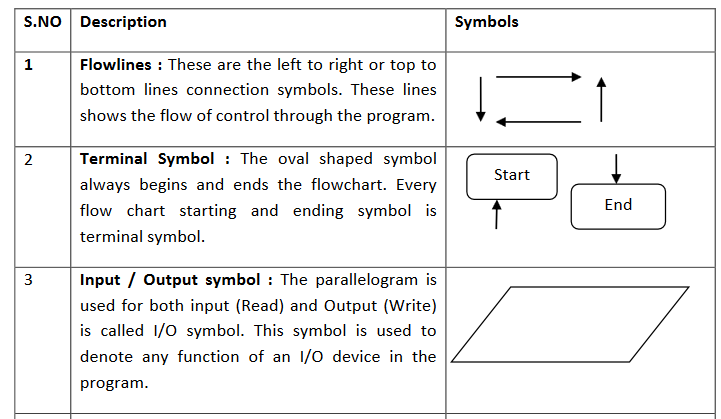 S.NO Description Symbols
1 Flowlines : These are the left to right or top to
bottom lines connection symbols. These lines
shows the flow of control through the program.
2 Terminal Symbol : The oval shaped symbol
always begins and ends the flowchart. Every
flow chart starting and ending symbol is
terminal symbol.
Start
End
3 Input / Output symbol : The parallelogram is
used for both input (Read) and Output (Write)
is called I/O symbol. This symbol is used to
denote any function of an I/O device in the
program.